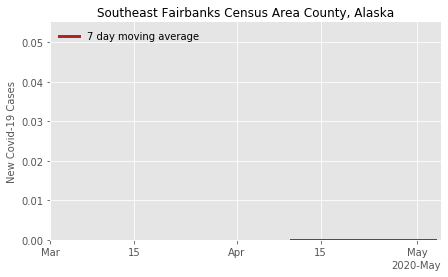 Southeast Fairbanks Census Area County, Alaska
7 day moving average
New Covid-19 Cases
0.05
0.04
0.03
0.02
0.01
0.00
Mar 15 Apr 15 May
2020-May